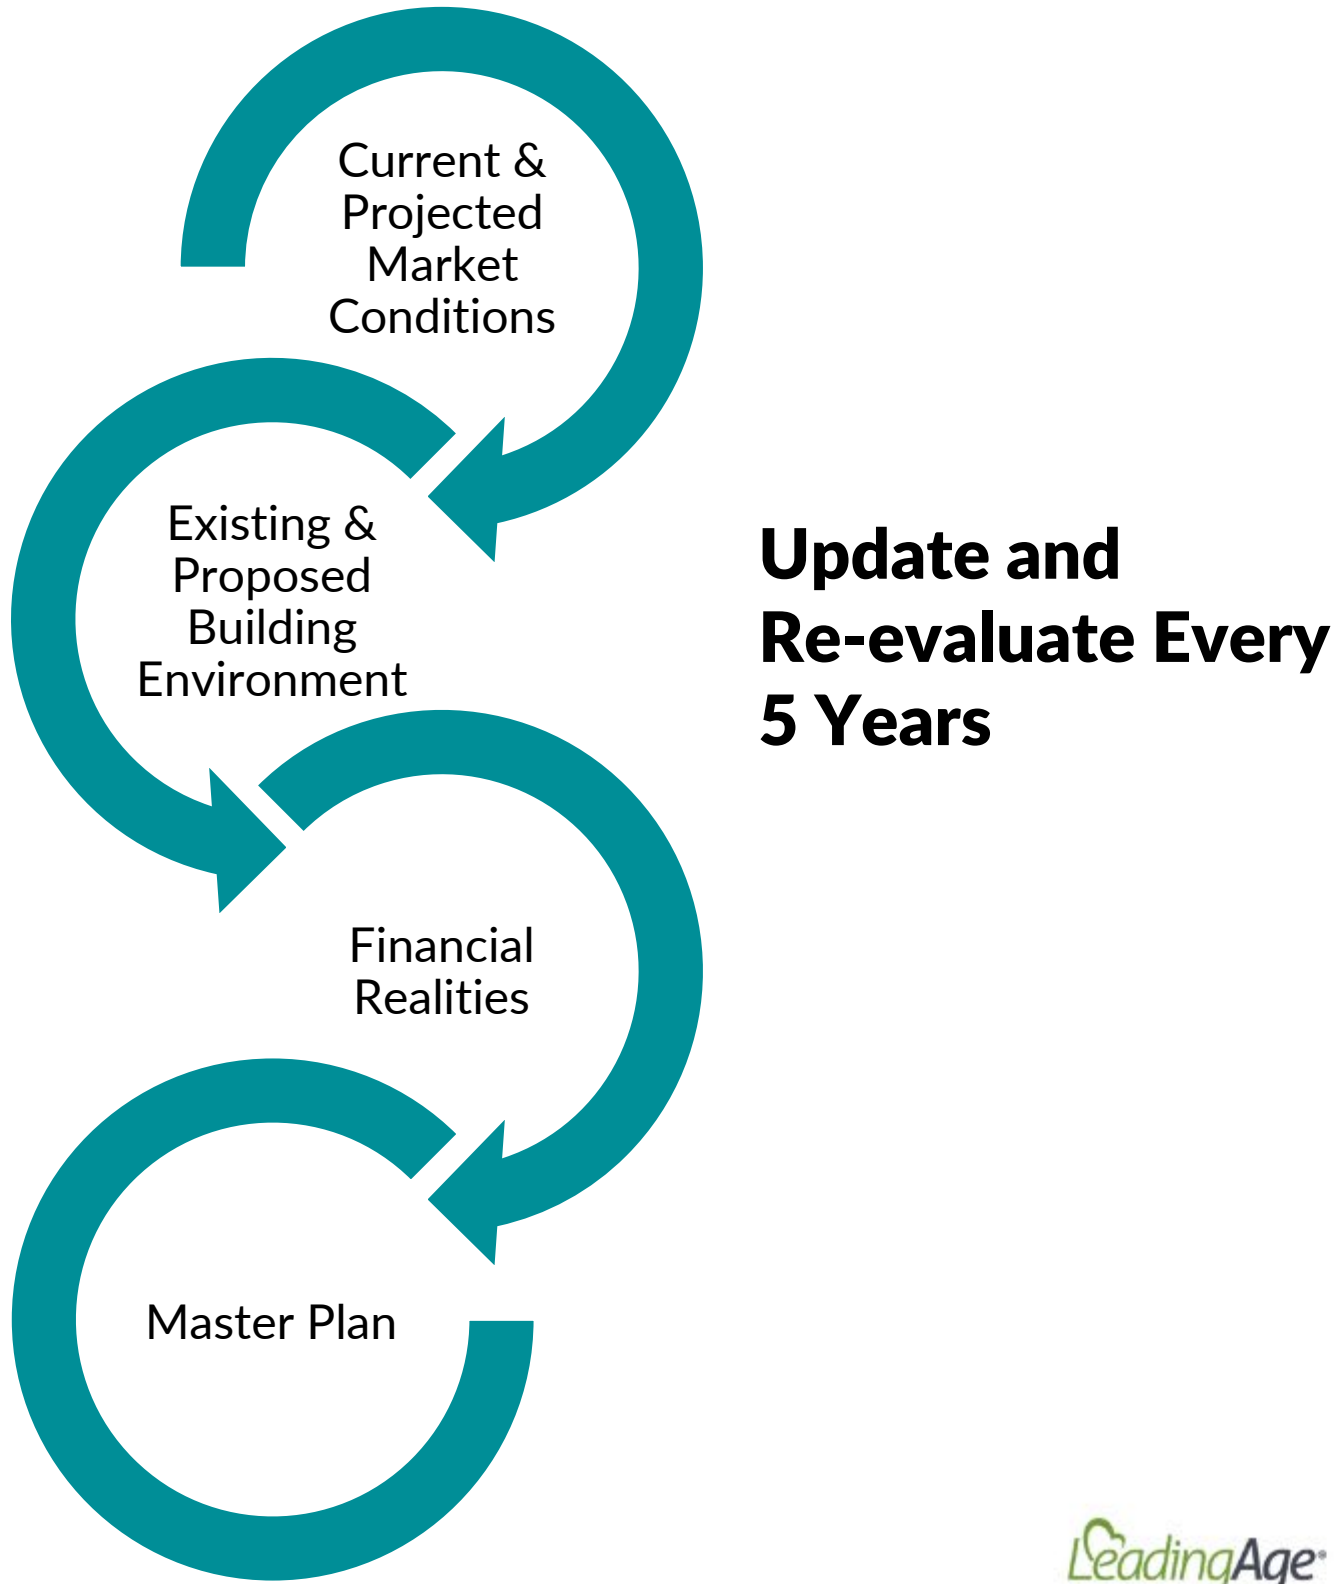 Current &
Projected
Market
Conditions
Existing &
Proposed
Building
Environment
Update and
Re-evaluate Every
5 Years
Financial
Realities
Master Plan
LeadingAge®